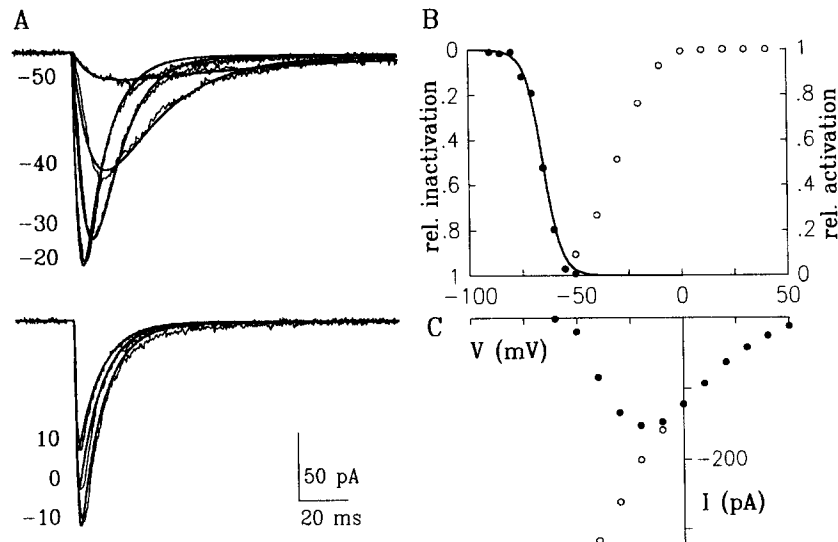 A
-50
-40
-30
-20
10
0
-10
50 pA
20 ms
B
rel. inactivation
0
.2
.4
.6
.8
1
1
.8
.6
.4
.2
0
rel. activation
-100
-50
0
50
C
V (mV)
-200
I (pA)